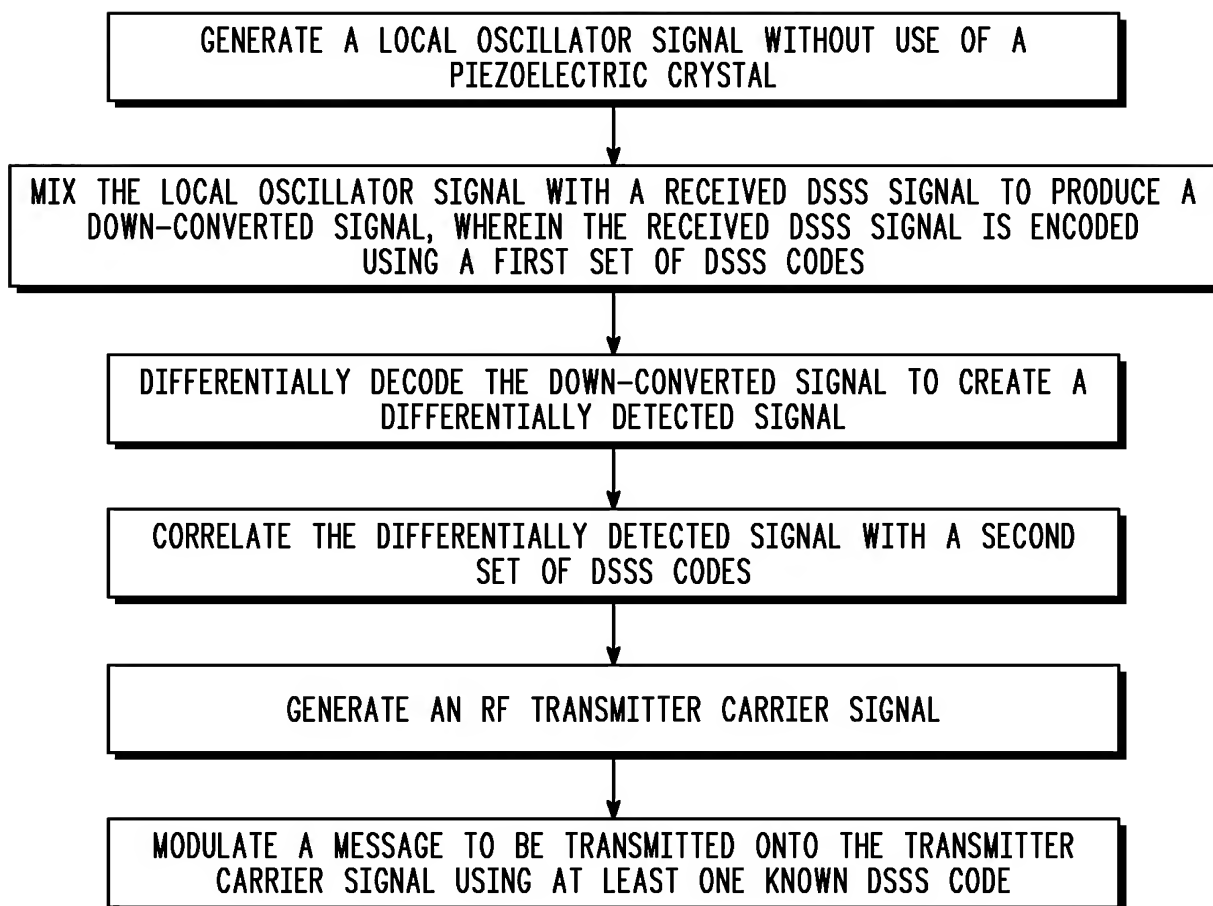 GENERATE A LOCAL OSCILLATOR SIGNAL WITHOUT USE OF A
PIEZOELECTRIC CRYSTAL
MIX THE LOCAL OSCILLATOR SIGNAL WITH A RECEIVED DSSS SIGNAL TO PRODUCE A
DOWN-CONVERTED SIGNAL, WHEREIN THE RECEIVED DSSS SIGNAL IS ENCODED
USING A FIRST SET OF DSSS CODES
DIFFERENTIALLY DECODE THE DOWN-CONVERTED SIGNAL TO CREATE A
DIFFERENTIALLY DETECTED SIGNAL
CORRELATE THE DIFFERENTIALLY DETECTED SIGNAL WITH A SECOND
SET OF DSSS CODES
GENERATE AN RF TRANSMITTER CARRIER SIGNAL
MODULATE A MESSAGE TO BE TRANSMITTED ONTO THE TRANSMITTER
CARRIER SIGNAL USING AT LEAST ONE KNOWN DSSS CODE